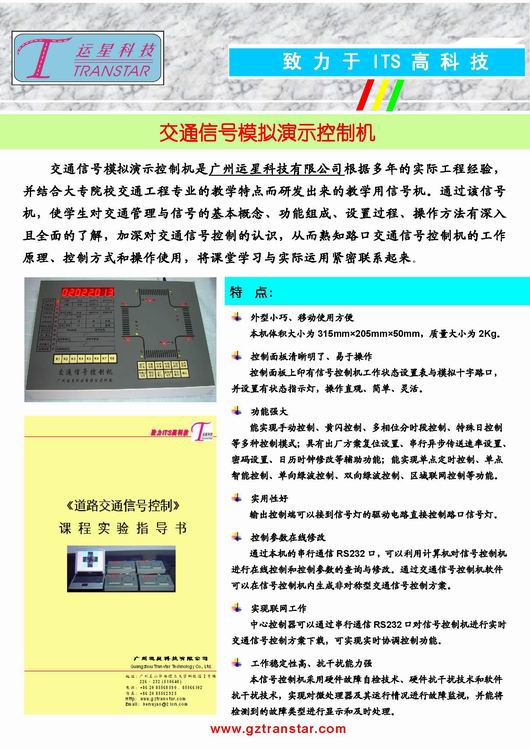 运星科技
TRANSTAR
致力于ITS高科技
交通信号模拟演示控制机
交通信号模拟演示控制机是广州运星科技有限公司根据多年的实际工程经验，
并结合大专院校交通工程专业的教学特点而研发出来的教学用信号机。通过该信号
机，使学生对交通管理与信号的基本概念、功能组成、设置过程、操作方法有深入
且全面的了解，加深对交通信号控制的认识，从而熟知路口交通信号控制机的工作
原理、控制方式和操作使用，将课堂学习与实际运用紧密联系起来。
特 点：
外型小巧、移动使用方便
本机体积大小为315mm×205mm×50mm，质量大小为2Kg。
控制面板清晰明了、易于操作
控制面板上印有信号控制机工作状态设置表与模拟十字路口，
并设置有状态指示灯，操作直观、简单、灵活。
功能强大
能实现手动控制、黄闪控制、多相位分时段控制、特殊日控制
等多种控制模式；具有出厂方案复位设置、串行异步传送速率设置、
密码设置、日历时钟修改等辅助功能；能实现单点定时控制、单点
智能控制、单向绿波控制、双向绿波控制、区域联网控制等功能。
实用性好
输出控制端可以接到信号灯的驱动电路直接控制路口信号灯。
控制参数在线修改
通过本机的串行通信RS232口，可以利用计算机对信号控制机
进行在线控制和控制参数的查询与修改。通过交通信号控制机软件
可以在信号控制机内生成非对称型交通信号控制方案。
实现联网工作
中心控制器可以通过串行通信RS232口对信号控制机进行实时
交通信号控制方案下载，可实现实时协调控制功能。
工作稳定性高、抗干扰能力强
本信号控制机采用硬件故障自检技术、硬件抗干扰技术和软件
抗干扰技术，实现对微处理器及其运行情况进行故障监视，并能将
检测到的故障类型进行显示和及时处理。
交通信号控制机
致力ITS高科技
《道路交通信号控制》
课程实验指导书
广州运星科技有限公司
Guangzhou Transtar Technology Co., Ltd.
www.gztranstar.com